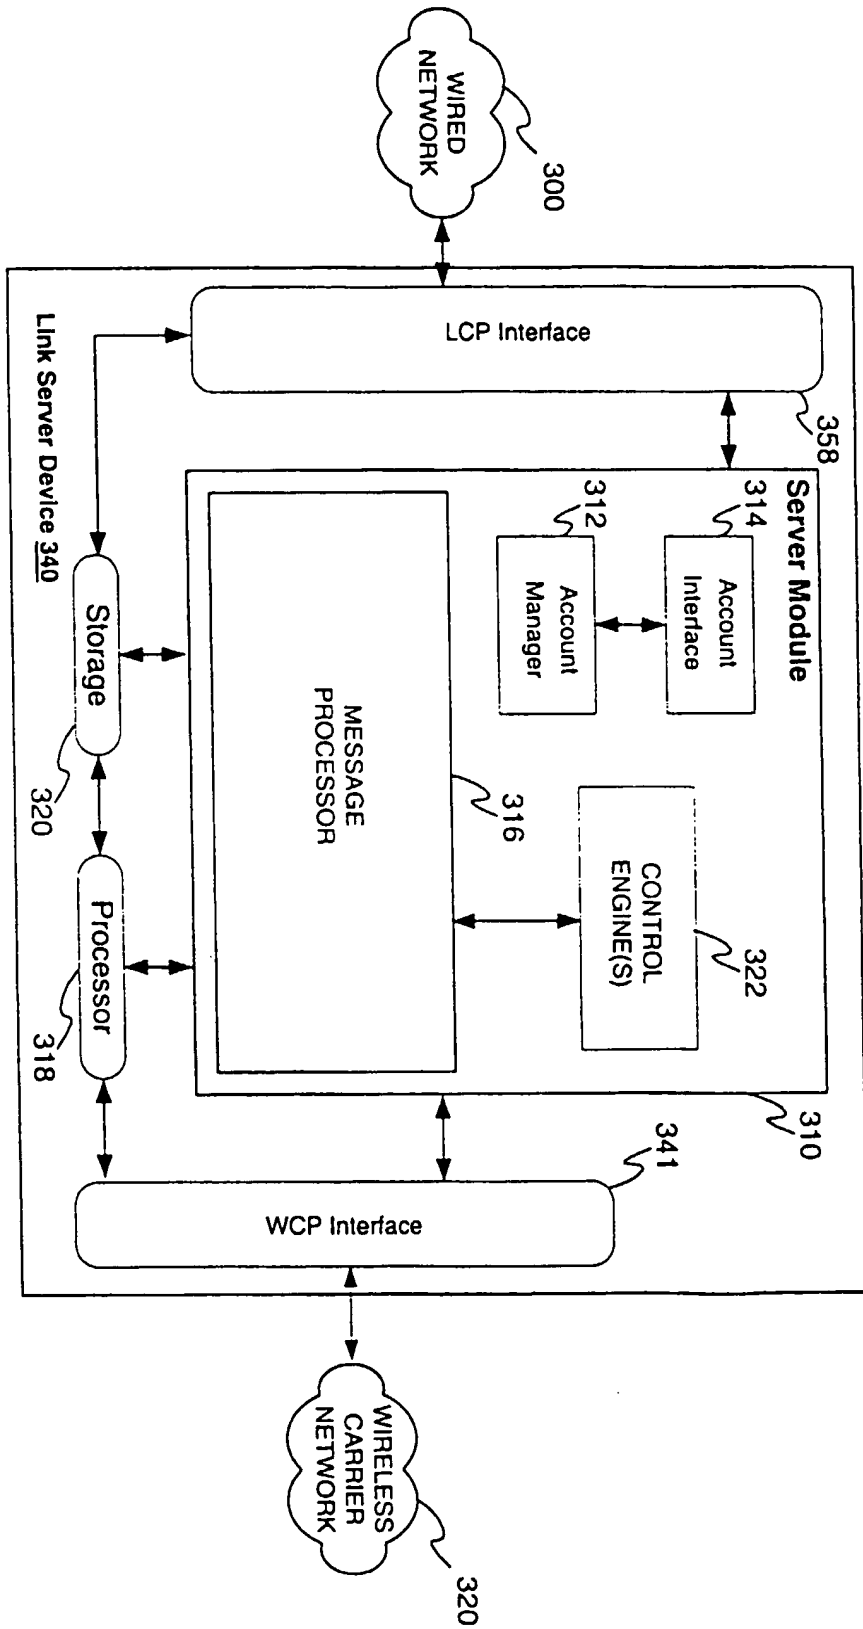 WIRED
NETWORK
300
LCP Interface
358
Server Module
314
Account
Interface
312
Account
Manager
CONTROL
ENGINE(S)
322
316
MESSAGE
PROCESSOR
310
Storage
320
Processor
318
Link Server Device 340
341
WCP Interface
WIRELESS
CARRIER
NETWORK
320